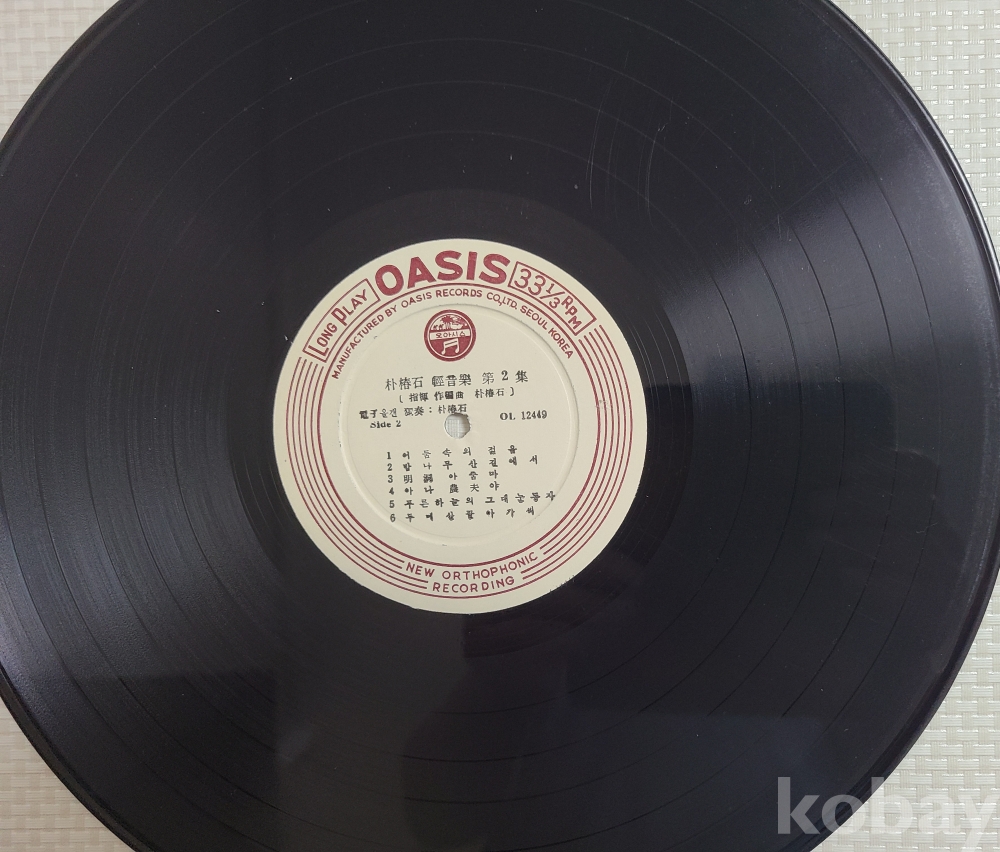 LONG PLAY OASIS 33 1/3 RPM
MANUFACTURED BY OASIS RECORDS CO., LTD. SEOUL KOREA
오아시스
朴椿石 輕音樂 第 2 集
[ 指揮 作編曲 朴椿石 ]
電子올갠 独奏: 朴椿石
Side 2 OL 12449
1 어둠속의 걸음
2 밤나무 산길에서
3 明洞 아줌마
4 아나 農夫야
5 푸른하늘의 그대눈동자
6 두메산골아가씨
NEW ORTHOPHONIC
RECORDING
kobay